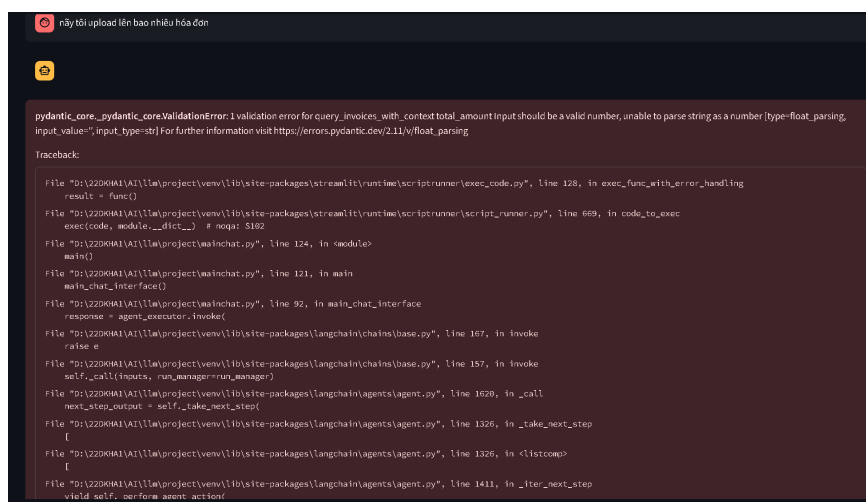 nãy tôi upload lên bao nhiêu hóa đơn
pydantic_core._pydantic_core.ValidationError: 1 validation error for query_invoices_with_context total_amount Input should be a valid number, unable to parse string as a number [type=float_parsing,
input_value='', input_type=str] For further information visit https://errors.pydantic.dev/2.11/v/float_parsing
Traceback:
File "D:\22DKHA1\AI\llm\project\venv\lib\site-packages\streamlit\runtime\scriptrunner\exec_code.py", line 128, in exec_func_with_error_handling
result = func()
File "D:\22DKHA1\AI\llm\project\venv\lib\site-packages\streamlit\runtime\scriptrunner\script_runner.py", line 669, in code_to_exec
exec(code, module.__dict__)  # noqa: S102
File "D:\22DKHA1\AI\llm\project\mainchat.py", line 124, in <module>
main()
File "D:\22DKHA1\AI\llm\project\mainchat.py", line 121, in main
main_chat_interface()
File "D:\22DKHA1\AI\llm\project\mainchat.py", line 92, in main_chat_interface
response = agent_executor.invoke(
File "D:\22DKHA1\AI\llm\project\venv\lib\site-packages\langchain\chains\base.py", line 167, in invoke
raise e
File "D:\22DKHA1\AI\llm\project\venv\lib\site-packages\langchain\chains\base.py", line 157, in invoke
self._call(inputs, run_manager=run_manager)
File "D:\22DKHA1\AI\llm\project\venv\lib\site-packages\langchain\agents\agent.py", line 1620, in _call
next_step_output = self._take_next_step(
File "D:\22DKHA1\AI\llm\project\venv\lib\site-packages\langchain\agents\agent.py", line 1326, in _take_next_step
[
File "D:\22DKHA1\AI\llm\project\venv\lib\site-packages\langchain\agents\agent.py", line 1326, in <listcomp>
[
File "D:\22DKHA1\AI\llm\project\venv\lib\site-packages\langchain\agents\agent.py", line 1411, in _iter_next_step
yield self._perform_agent_action(